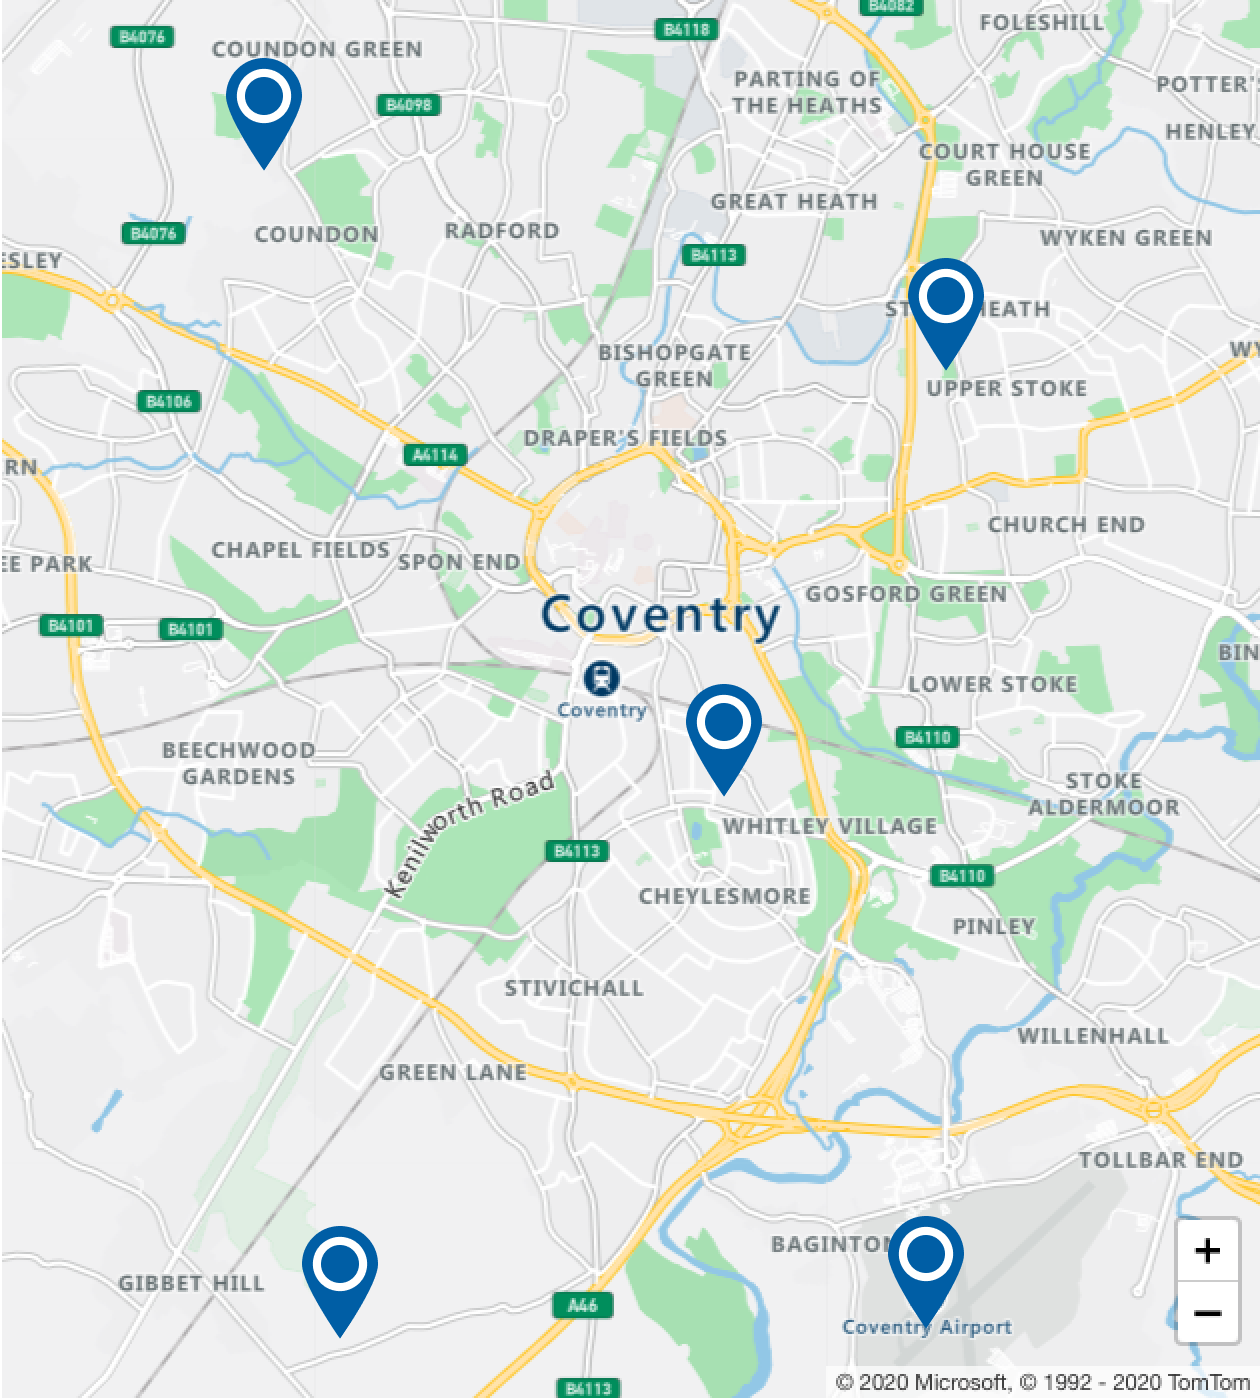 B4082
FOLESHILL
B4118
B4076
COUNDON GREEN
PARTING OF
THE HEATHS
POTTER'
B4098
HENLEY
COURT HOUSE
GREEN
GREAT HEATH
B4076
COUNDON
RADFORD
WYKEN GREEN
B4113
ESLEY
ST
HEATH
BISHOPGATE
GREEN
WY
UPPER STOKE
B4106
DRAPER'S FIELDS
A4114
RN
CHURCH END
CHAPEL FIELDS
SPON END
EE PARK
GOSFORD GREEN
Coventry
B4101
B4101
BIN
LOWER STOKE
Coventry
B4110
BEECHWOOD
GARDENS
STOKE
ALDERMOOR
Kenilworth Road
WHITLEY VILLAGE
B4113
B4110
CHEYLESMORE
PINLEY
STIVICHALL
WILLENHALL
GREEN LANE
TOLLBAR END
BAGINTON
+
GIBBET HILL
A46
−
Coventry Airport
B4113
© 2020 Microsoft, © 1992 - 2020 TomTom